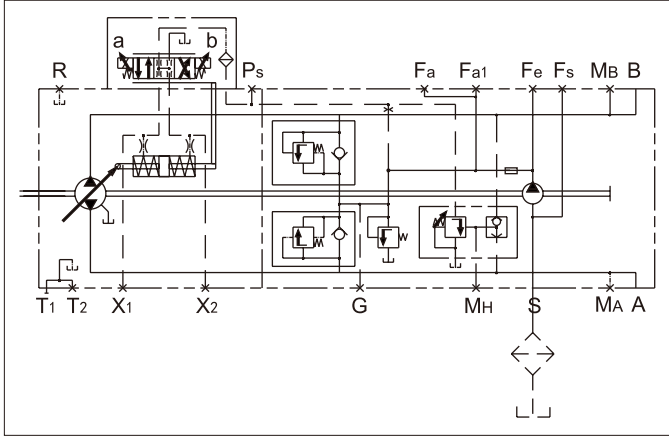 a b
R Ps Fa Fa1 Fe Fs MB B
T1 T2 X1 X2 G MH S MA A